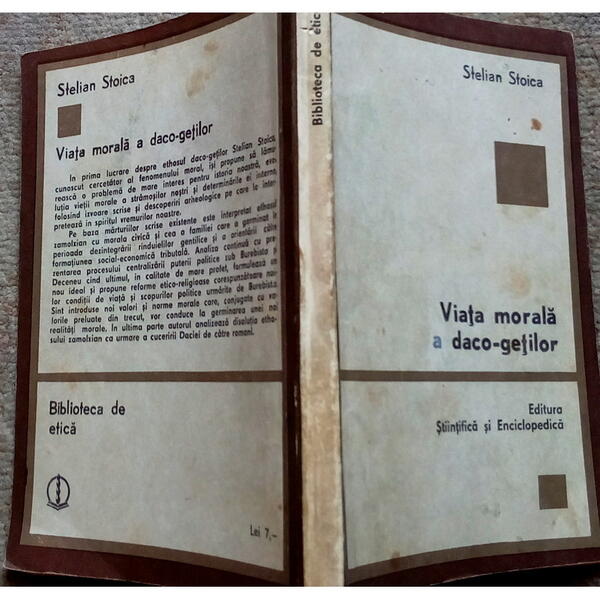 Stelian Stoica
Viața morală a daco-geților
In prima lucrare despre ethosul daco-geților Stelian Stoica,
cunoscut cercetător al fenomenului moral, își propune să lămu-
rească o problemă de mare interes pentru istoria noastră, evo-
luția vieții morale a strămoșilor noștri și determinările ei interne,
folosind izvoare scrise și descoperiri arheologice pe care le inter-
pretează in spiritul vremurilor noastre.
Pe baza mărturiilor scrise existente este interpretat ethosul
zamolxian cu morala civică și cea a familiei care a germinat în
perioada dezintegrării rînduielilor gentilice și a orientării către
formațiunea social-economică tributală. Analiza continuă cu pre-
zentarea procesului centralizării puterii politice sub Burebista și
Deceneu cînd ultimul, in calitate de mare profet, formulează un
nou ideal și propune reforme etico-religioase corespunzătoare noi-
lor condiții de viață și scopurilor politice urmărite de Burebista.
Sint introduse noi valori și norme morale care, conjugate cu va-
lorile preluate din trecut, vor conduce la germinarea unei noi
realități morale. In ultima parte autorul analizează disoluția etho-
sului zamolxian ca urmare a cuceririi Daciei de către romani.
Biblioteca de
etică
Lei 7,-
Biblioteca de etic
Stelian Stoica
Viața morală
a daco-geților
Editura
Științifică și Enciclopedică